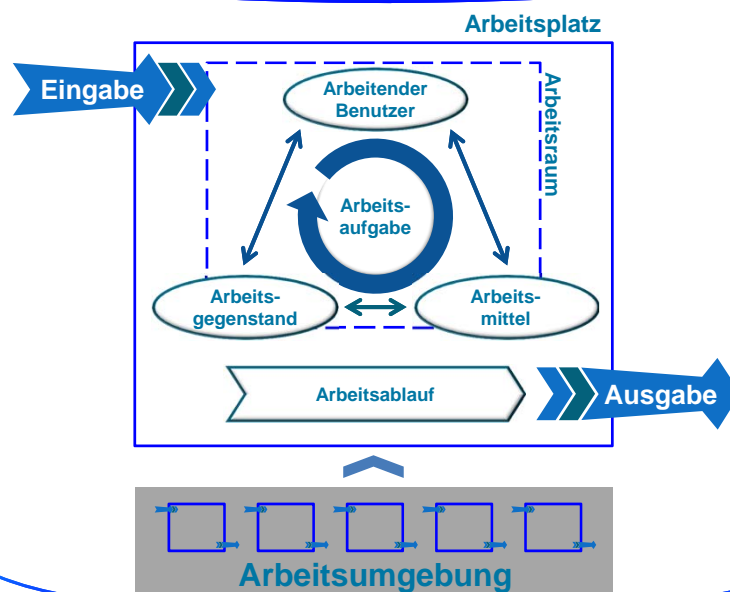 Arbeitsplatz
Eingabe
Arbeitender
Benutzer
Arbeitsraum
Arbeits-
aufgabe
Arbeits-
gegenstand
Arbeits-
mittel
Arbeitsablauf
Ausgabe
Arbeitsumgebung